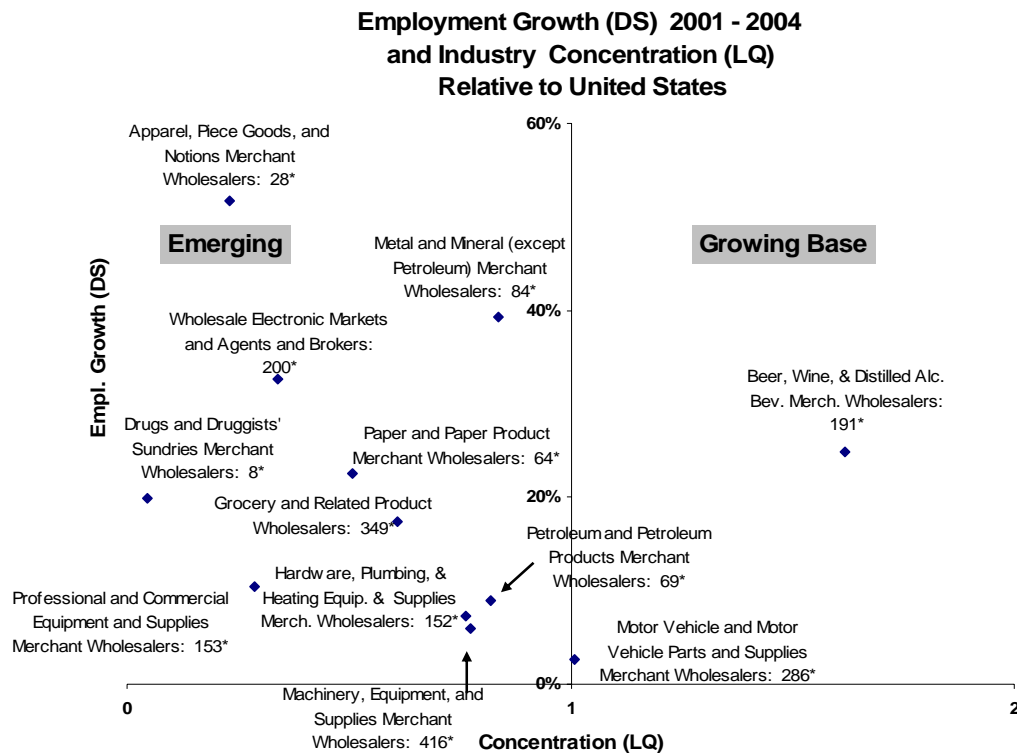 Employment Growth (DS) 2001 - 2004
and Industry Concentration (LQ)
Relative to United States
60%
Apparel, Piece Goods, and
Notions Merchant
Wholesalers: 28*
Emerging
Metal and Mineral (except
Petroleum) Merchant
Wholesalers: 84*
Growing Base
Empl. Growth (DS)
40%
Wholesale Electronic Markets
and Agents and Brokers:
200*
Beer, Wine, & Distilled Alc.
Bev. Merch. Wholesalers:
191*
Drugs and Druggists'
Sundries Merchant
Wholesalers: 8*
Paper and Paper Product
Merchant Wholesalers: 64*
20%
Grocery and Related Product
Wholesalers: 349*
Petroleum and Petroleum
Products Merchant
Wholesalers: 69*
Hardware, Plumbing, &
Heating Equip. & Supplies
Merch. Wholesalers: 152*
Professional and Commercial
Equipment and Supplies
Merchant Wholesalers: 153*
Motor Vehicle and Motor
Vehicle Parts and Supplies
Merchant Wholesalers: 286*
0%
Machinery, Equipment, and
Supplies Merchant
Wholesalers: 416*
0
1
2
Concentration (LQ)